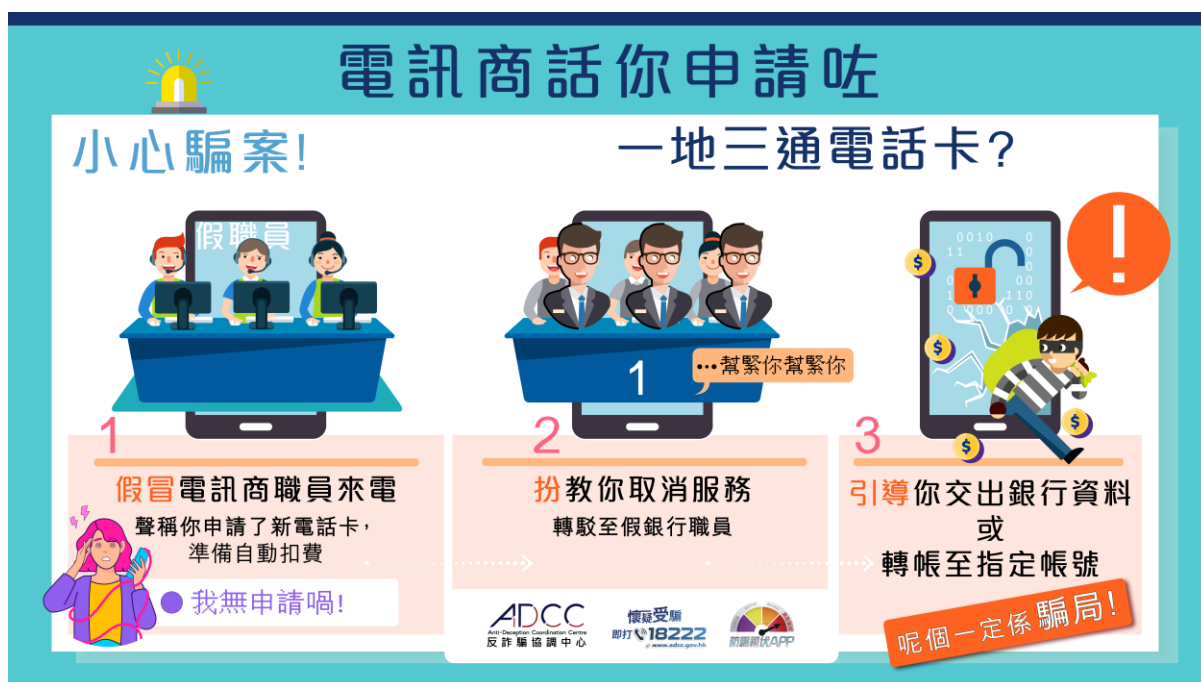 電訊商話你申請咗
小心騙案!
一地三通電話卡?
假職員
1
...幫緊你幫緊你
1
假冒電訊商職員來電
聲稱你申請了新電話卡，
準備自動扣費
我無申請喎!
2
扮教你取消服務
轉駁至假銀行職員
3
引導你交出銀行資料
或
轉帳至指定帳號
呢個一定係騙局!
ADCC
Anti-Deception Coordination Centre
反詐騙協調中心
懷疑受騙
即打18222
www.adcc.gov.hk
防騙視伏APP